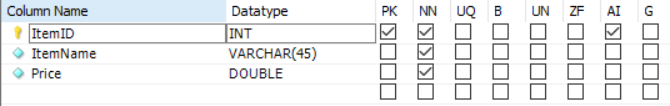 Column Name Datatype PK NN UQ B UN ZF AI G
ItemID INT
ItemName VARCHAR(45)
Price DOUBLE